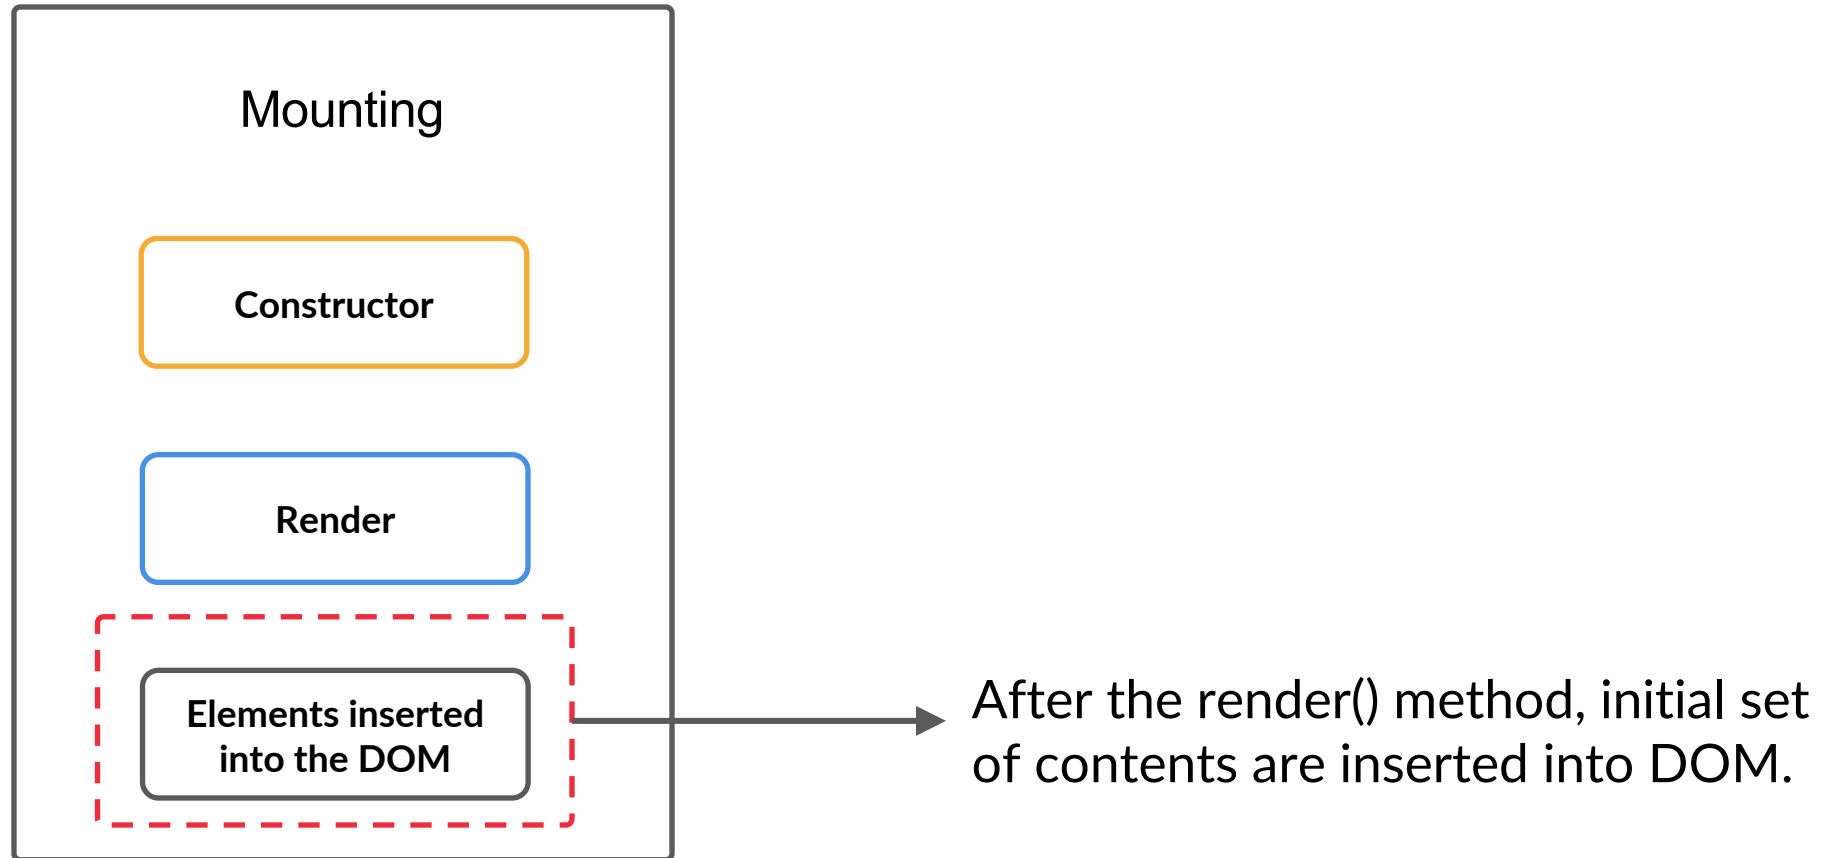 Mounting
Constructor
Render
Elements inserted
into the DOM
After the render() method, initial set
of contents are inserted into DOM.